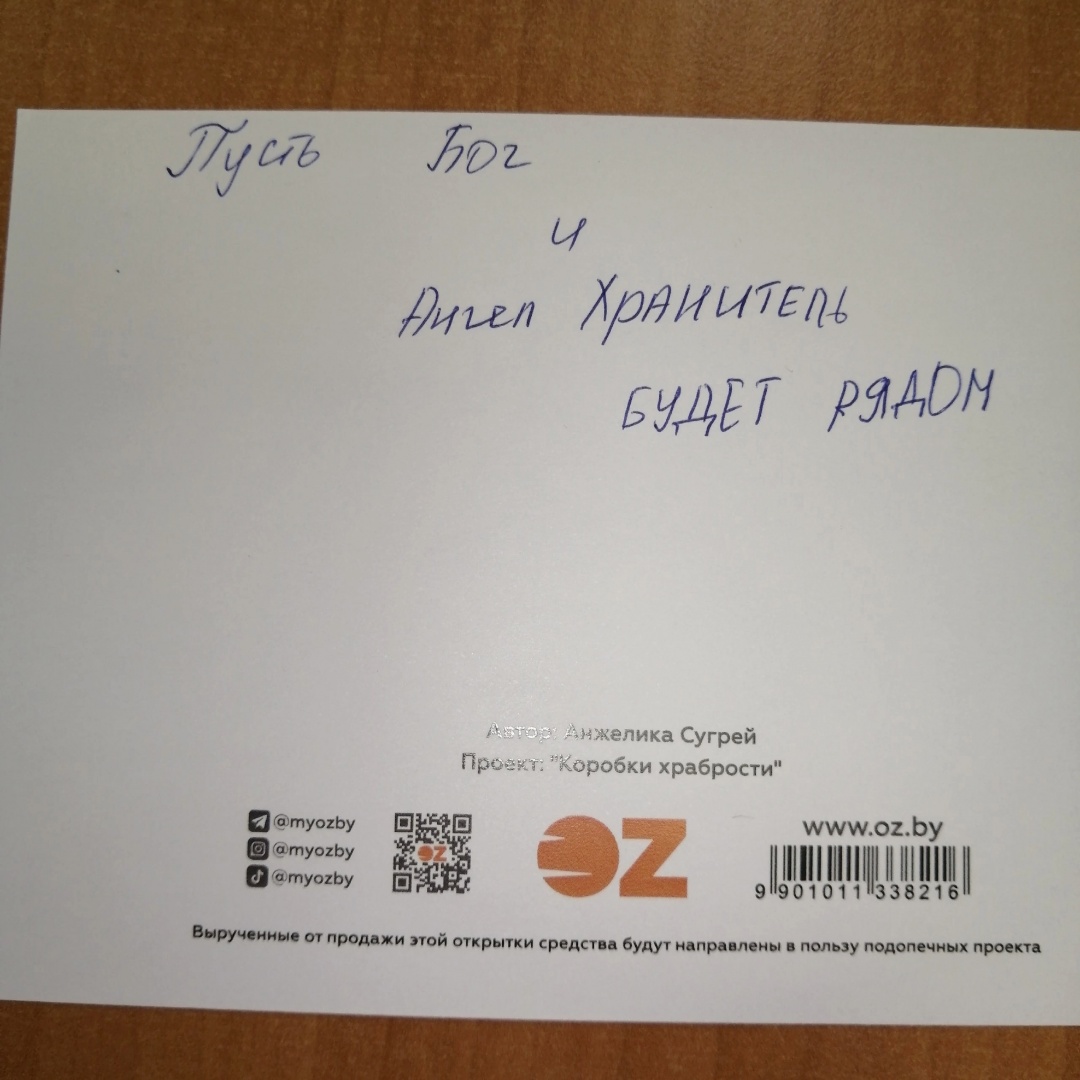 Пусть Бог
и
Ангел Хранитель
БУДЕТ РЯДОМ
Автор: Анжелика Сугрей
Проект: "Коробки храбрости"
@myozby
@myozby
@myozby
OZ
OZ
www.oz.by
9 901011 338216
Вырученные от продажи этой открытки средства будут направлены в пользу подопечных проекта